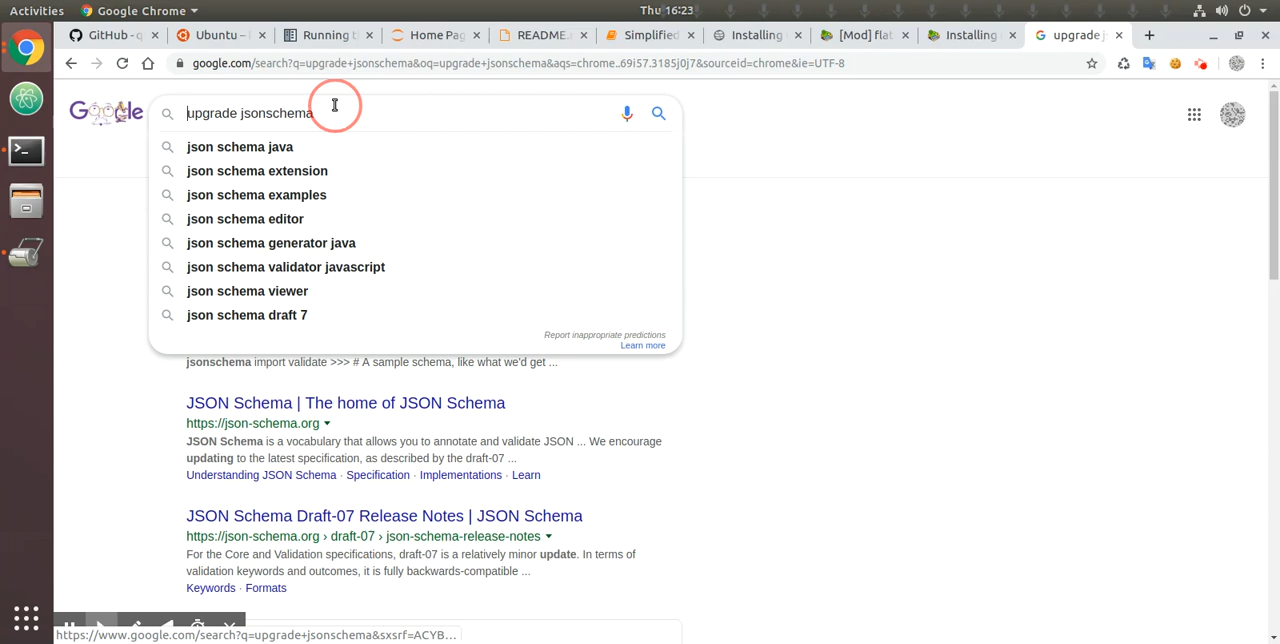 Activities
Google Chrome
Thu 16:23
GitHub - q
Ubuntu –
Running t
Home Pag
README.
Simplified
Installing
[Mod] flat
Installing
upgrade j
google.com/search?q=upgrade+jsonschema&oq=upgrade+jsonschema&aqs=chrome..69i57.3185j0j7&sourceid=chrome&ie=UTF-8
Google
upgrade jsonschema
json schema java
json schema extension
json schema examples
json schema editor
json schema generator java
json schema validator javascript
json schema viewer
json schema draft 7
Report inappropriate predictions
Learn more
jsonschema import validate >>> # A sample schema, like what we'd get ...
JSON Schema | The home of JSON Schema
https://json-schema.org
JSON Schema is a vocabulary that allows you to annotate and validate JSON ... We encourage
updating to the latest specification, as described by the draft-07 ...
Understanding JSON Schema · Specification · Implementations · Learn
JSON Schema Draft-07 Release Notes | JSON Schema
https://json-schema.org › draft-07 › json-schema-release-notes
For the Core and Validation specifications, draft-07 is a relatively minor update. In terms of
validation keywords and outcomes, it is fully backwards-compatible ...
Keywords · Formats
https://www.google.com/search?q=upgrade+jsonschema&sxsrf=ACYB...